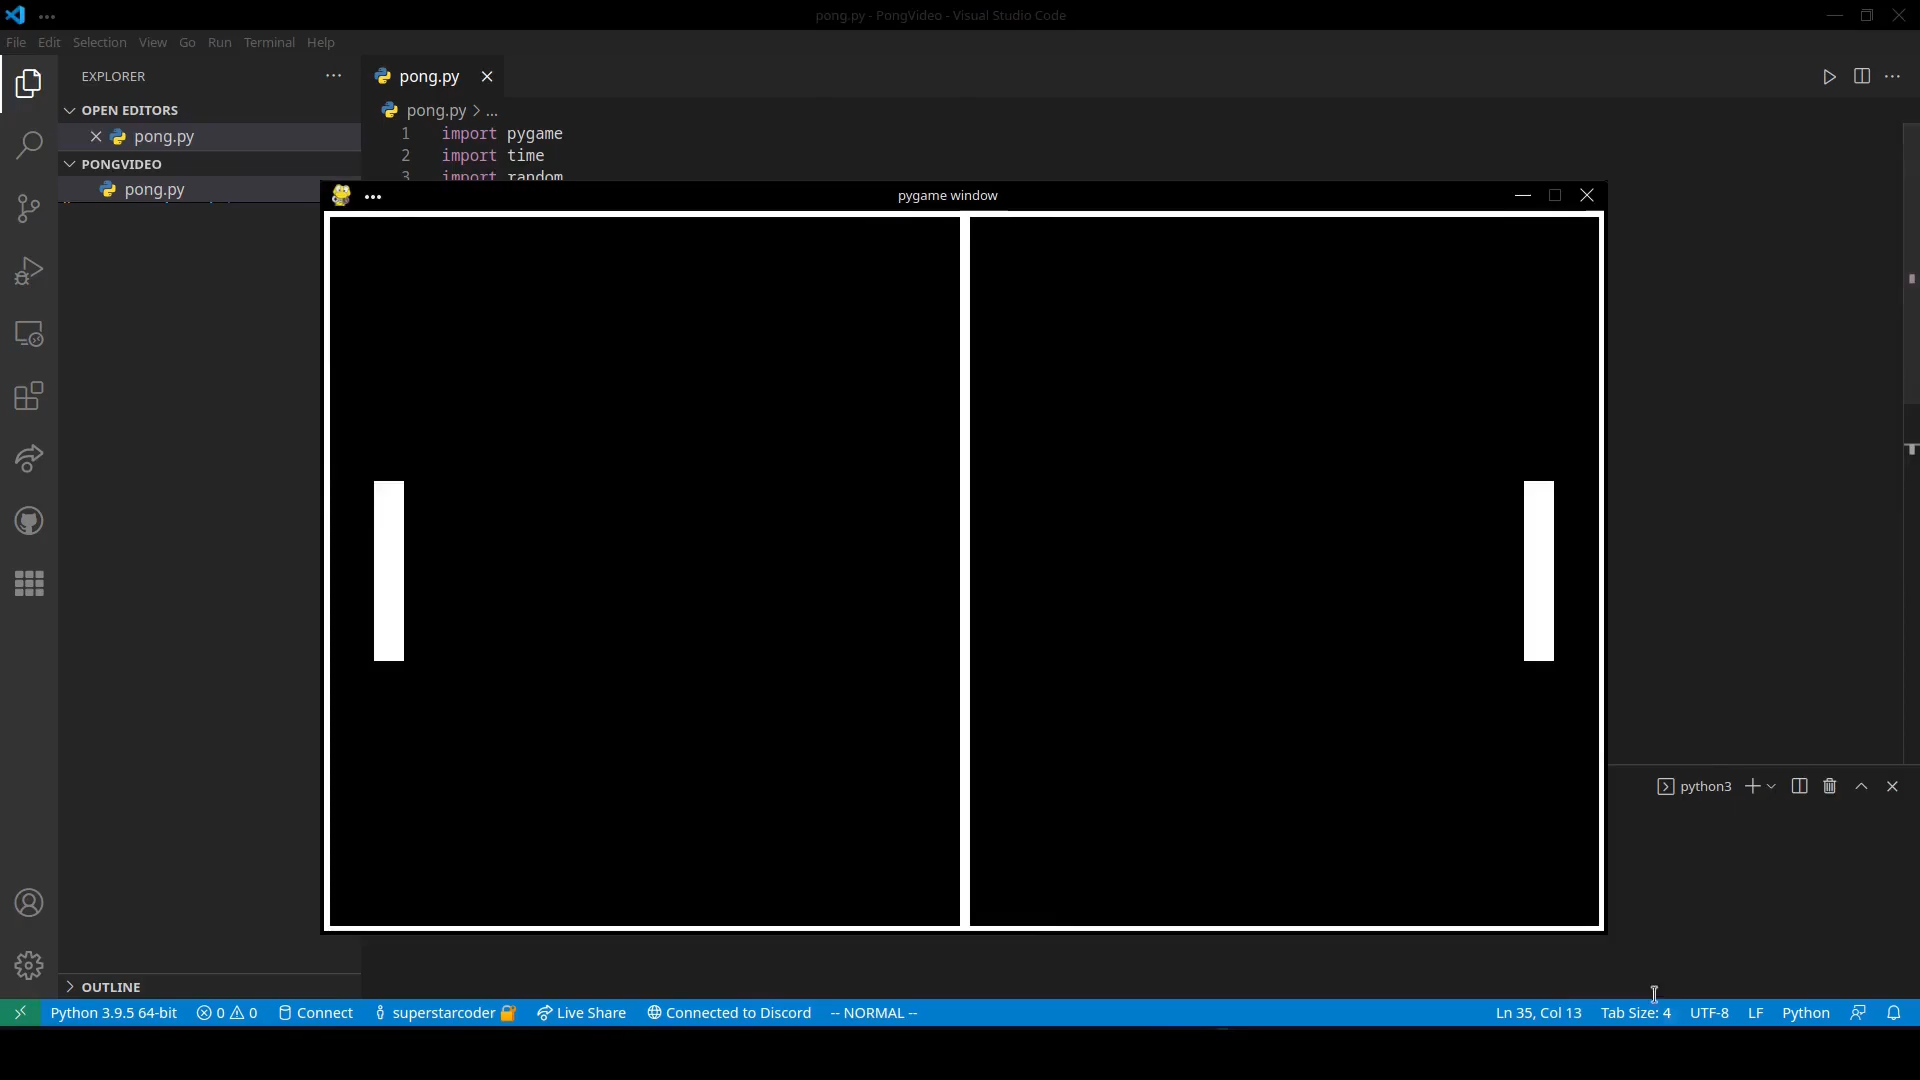 pong.py - PongVideo - Visual Studio Code
File Edit Selection View Go Run Terminal Help
EXPLORER
OPEN EDITORS
pong.py
PONGVIDEO
pong.py
pong.py
pong.py > ...
1 import pygame
2 import time
3 import random
pygame window
python3
OUTLINE
Python 3.9.5 64-bit 0 0 Connect superstarcoder Live Share Connected to Discord -- NORMAL -- Ln 35, Col 13 Tab Size: 4 UTF-8 LF Python